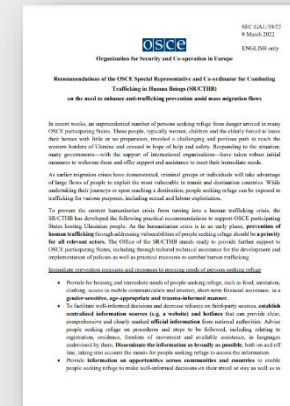 SEC.GAL/30/22
9 March 2022
ENGLISH only
OSCE
Organization for Security and Co-operation in Europe
Recommendations of the OSCE Special Representative and Co-ordinator for Combating
Trafficking in Human Beings (SR/CTHB)
on the need to enhance anti-trafficking prevention amid mass migration flows
In recent weeks, an unprecedented number of persons seeking refuge from danger arrived in many
OSCE participating States. These people, typically women, children and the elderly forced to leave
their homes with little or no preparation, traveled a challenging and perilous path to reach the
western borders of Ukraine and crossed in hope of help and safety. Responding to the situation,
many governments—with the support of international organizations—have taken robust initial
measures to welcome them and offer support and assistance to meet their immediate needs.
As earlier migration crises have demonstrated, criminal groups or individuals will take advantage
of large flows of people to exploit the most vulnerable in transit and destination countries. While
undertaking their journeys or upon reaching a destination, people seeking refuge can be exposed to
trafficking for various purposes, including sexual and labour exploitation.
To prevent the current humanitarian crisis from turning into a human trafficking crisis, the
SR/CTHB has developed the following practical recommendations to support OSCE participating
States hosting Ukrainian people. As the humanitarian crisis is in an early phase, prevention of
human trafficking through addressing vulnerabilities of people seeking refuge should be a priority
for all relevant actors. The Office of the SR/CTHB stands ready to provide further support to
OSCE participating States, including through tailored technical assistance for the development and
implementation of policies as well as practical measures to combat human trafficking.
Immediate prevention measures and responses to pressing needs of people seeking refuge
• Provide for housing and immediate needs of people seeking refuge, such as food, sanitation,
clothing, access to mobile communication and internet, short-term financial assistance, in a
gender-sensitive, age-appropriate and trauma-informed manner.
• To facilitate well-informed decisions and decrease reliance on third-party sources, establish
centralized information sources (e.g. a website) and hotlines that can provide clear,
comprehensive and clearly marked official information from national authorities. Advise
people seeking refuge on procedures and steps to be followed, including relating to
registration, residence, freedom of movement and available assistance, in languages
understood by them. Disseminate the information as broadly as possible, both on and off
line, taking into account the means for people seeking refuge to access the information
• Provide information on opportunities across communities and countries to enable
people seeking refuge to make well-informed decisions on their travel or stay as well as to